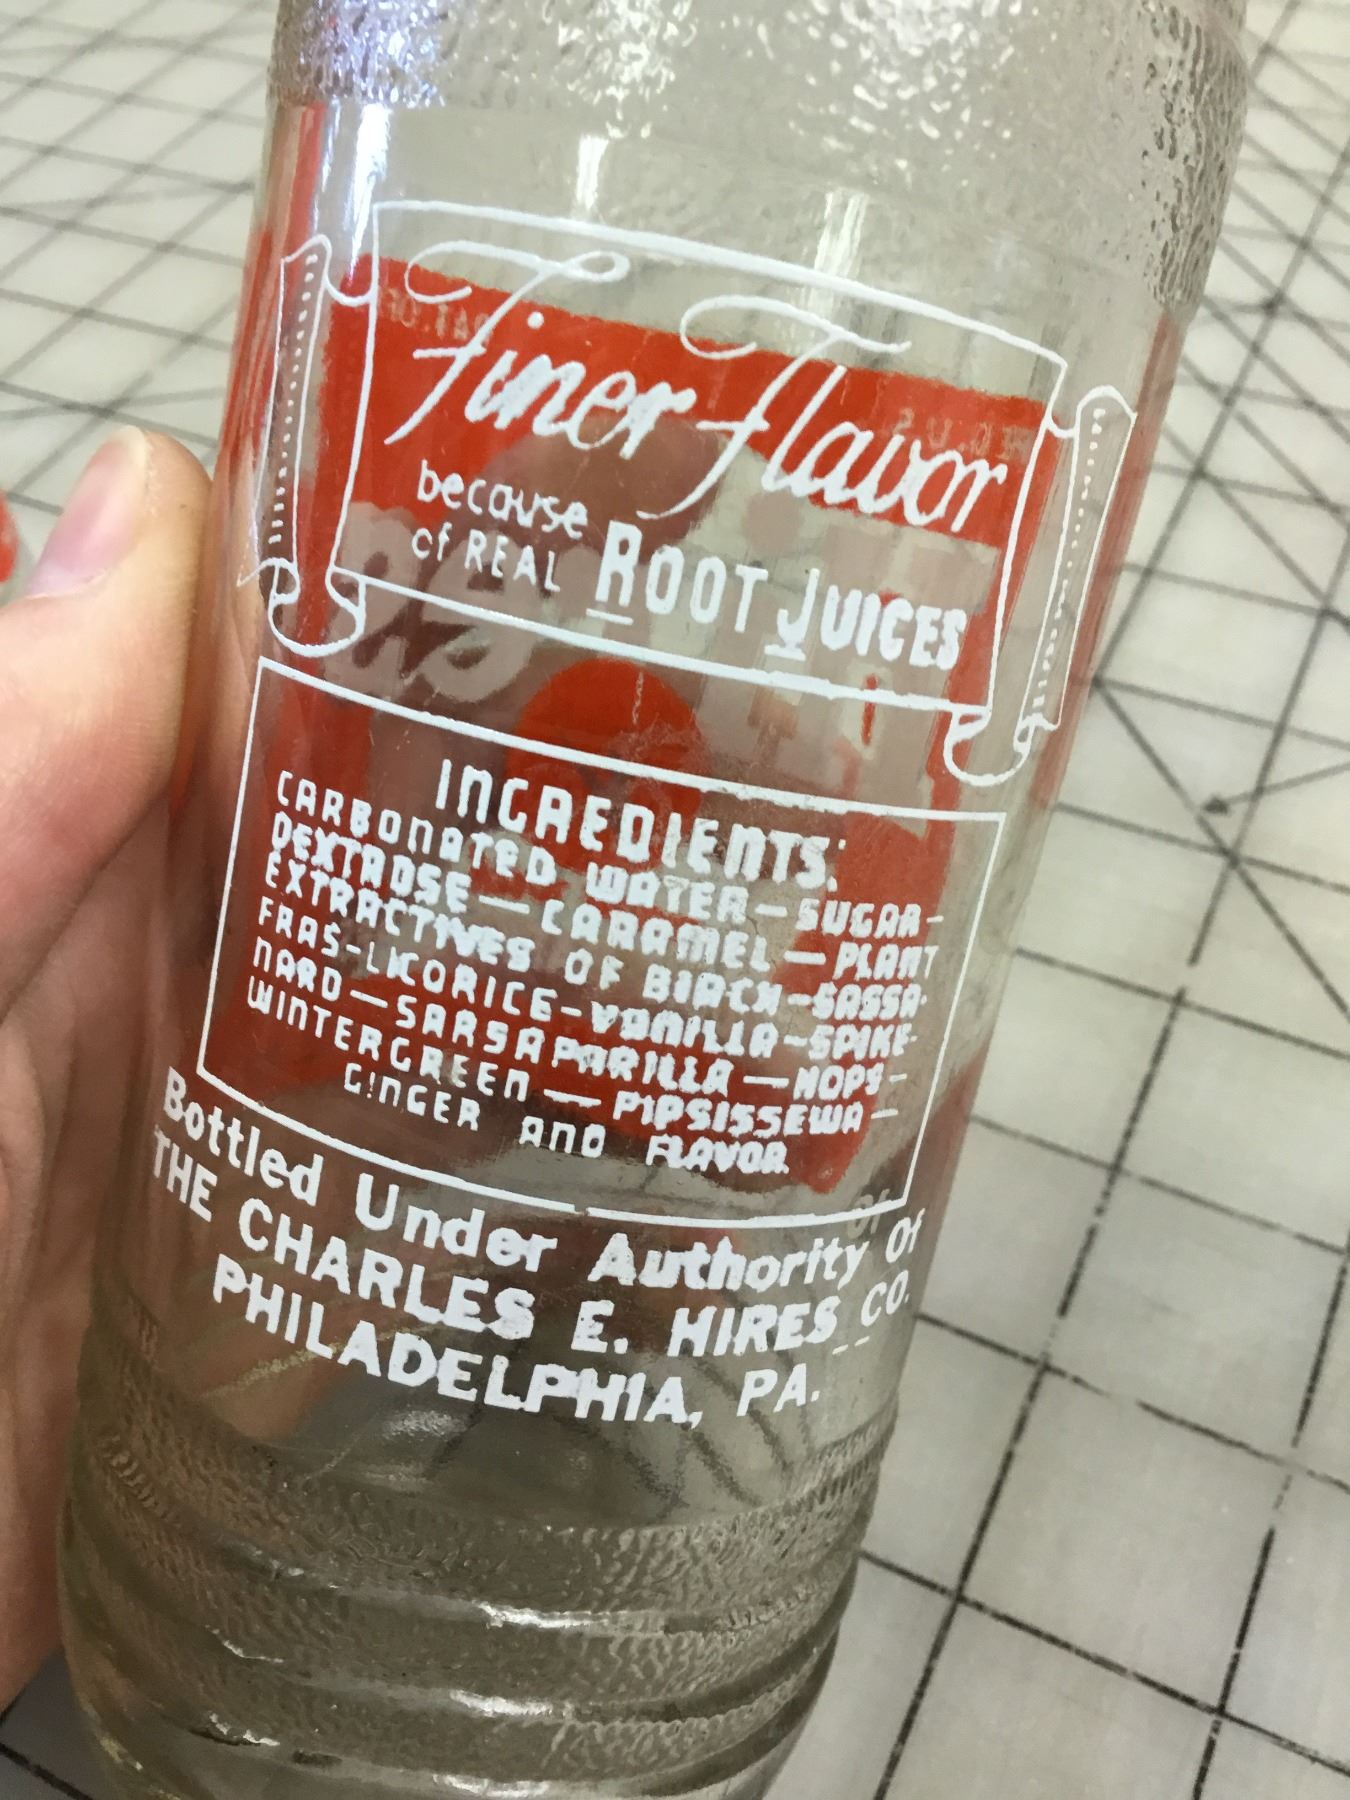 Finer Flavor
because
of REAL ROOT JUICES
INGREDIENTS:
CARBONATED WATER — SUGAR —
DEXTROSE — CARAMEL — PLANT
EXTRACTIVES OF BIRCH - SASSA-
FRAS - LICORICE - VANILLA - SPIKE-
NARD — SARSAPARILLA — HOPS -
WINTERGREEN — PIPSISSEWA —
GINGER AND FLAVOR.
Bottled Under Authority Of
THE CHARLES E. HIRES CO.
PHILADELPHIA, PA.